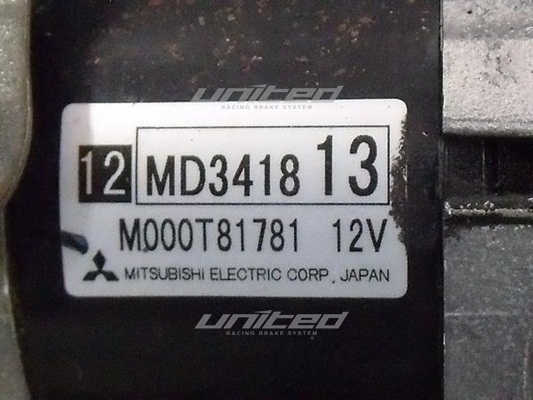 united
RACING BRAKE SYSTEM
12 MD3418 13
M000T81781 12V
MITSUBISHI ELECTRIC CORP. JAPAN
united
RACING BRAKE SYSTEM